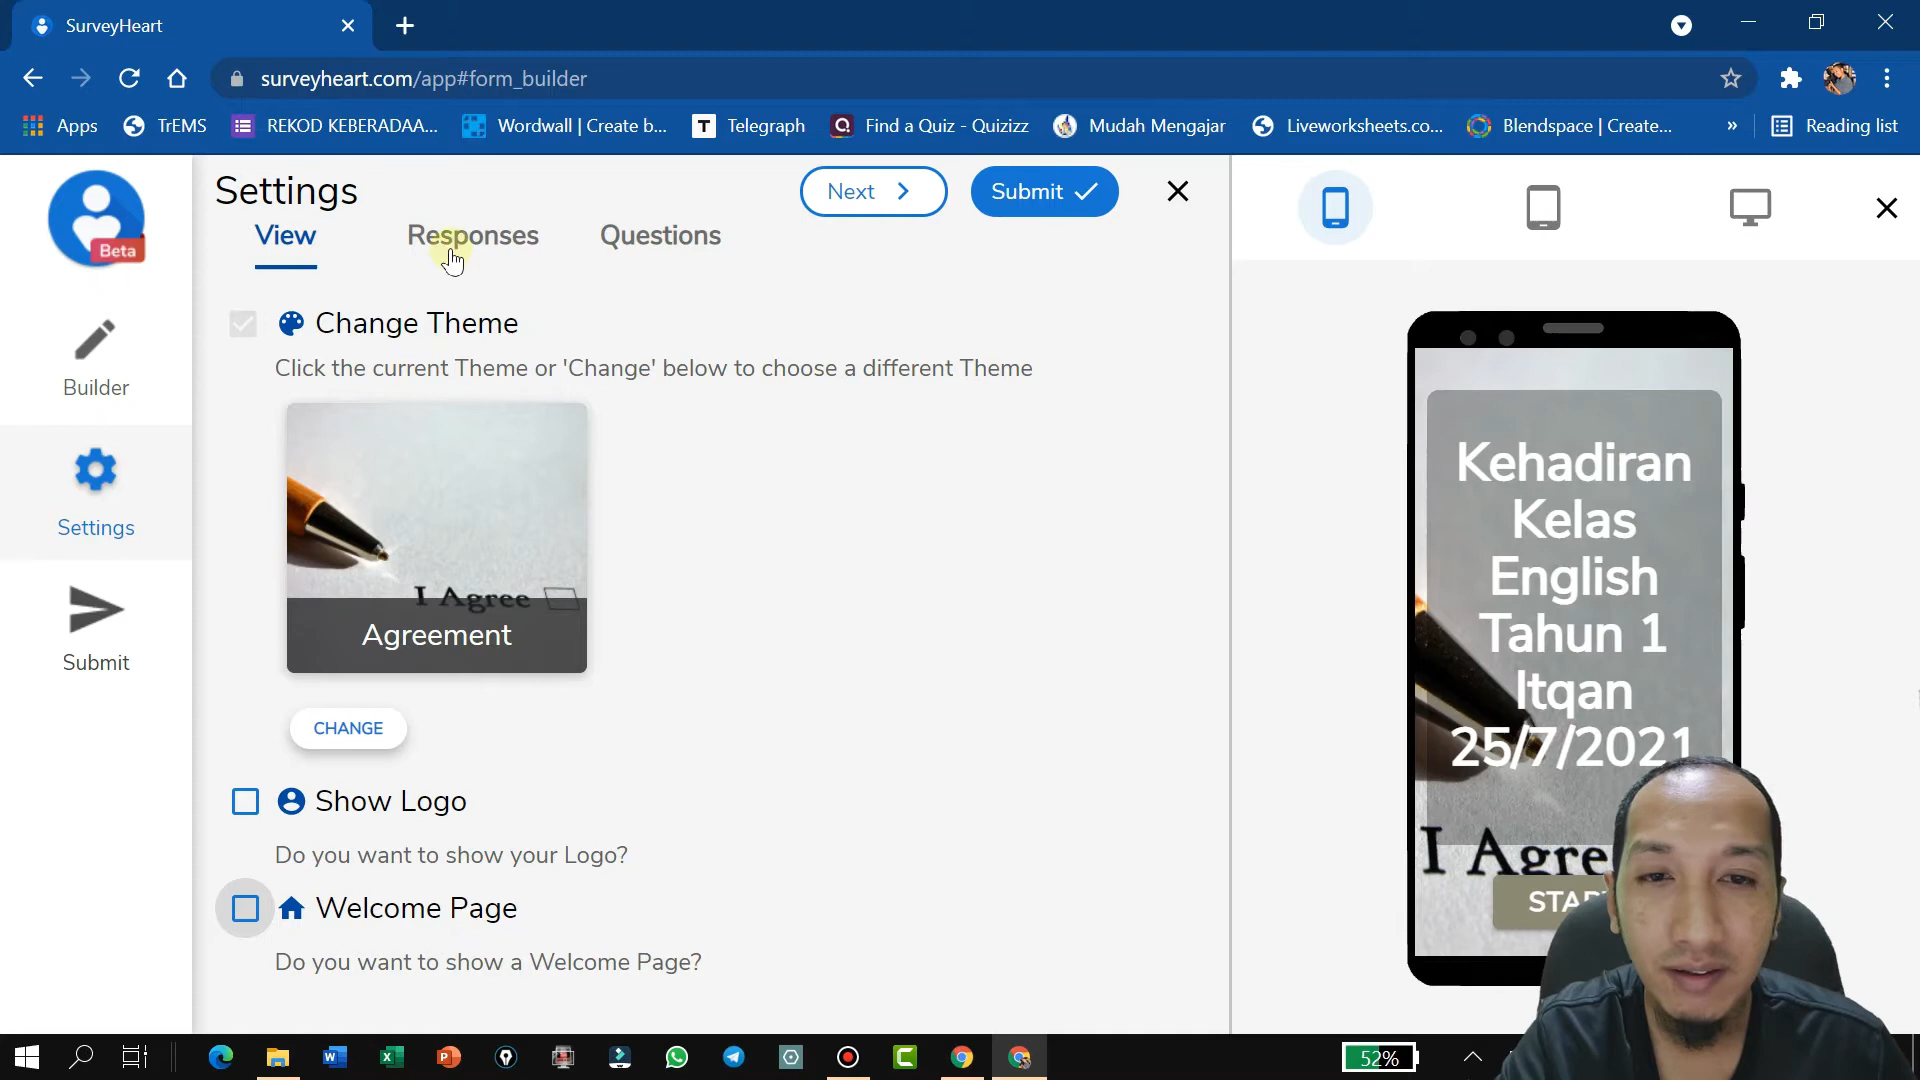 SurveyHeart
surveyheart.com/app#form_builder
Apps
TrEMS
REKOD KEBERADAA...
Wordwall | Create b...
Telegraph
Find a Quiz - Quizizz
Mudah Mengajar
Liveworksheets.co...
Blendspace | Create...
»
Reading list
Beta
Builder
Settings
Submit
Settings
Next
Submit
View
Responses
Questions
Change Theme
Click the current Theme or 'Change' below to choose a different Theme
I Agree
Agreement
CHANGE
Show Logo
Do you want to show your Logo?
Welcome Page
Do you want to show a Welcome Page?
Kehadiran
Kelas
English
Tahun 1
Itqan
25/7/2021
I Agre
STAR
52%